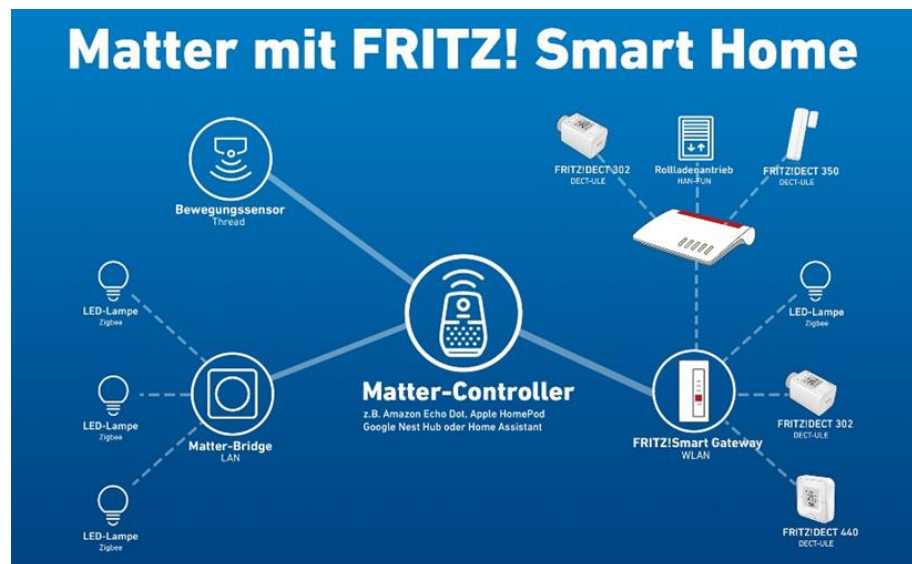 Matter mit FRITZ! Smart Home
FRITZ!DECT 302
DECT-ULE
Rollladenantrieb
HAN-FUN
FRITZ!DECT 350
DECT-ULE
Bewegungssensor
Thread
LED-Lampe
Zigbee
LED-Lampe
Zigbee
LED-Lampe
Zigbee
Matter-Bridge
LAN
Matter-Controller
z.B. Amazon Echo Dot, Apple HomePod
Google Nest Hub oder Home Assistant
FRITZ!Smart Gateway
WLAN
LED-Lampe
Zigbee
FRITZ!DECT 302
DECT-ULE
FRITZ!DECT 440
DECT-ULE